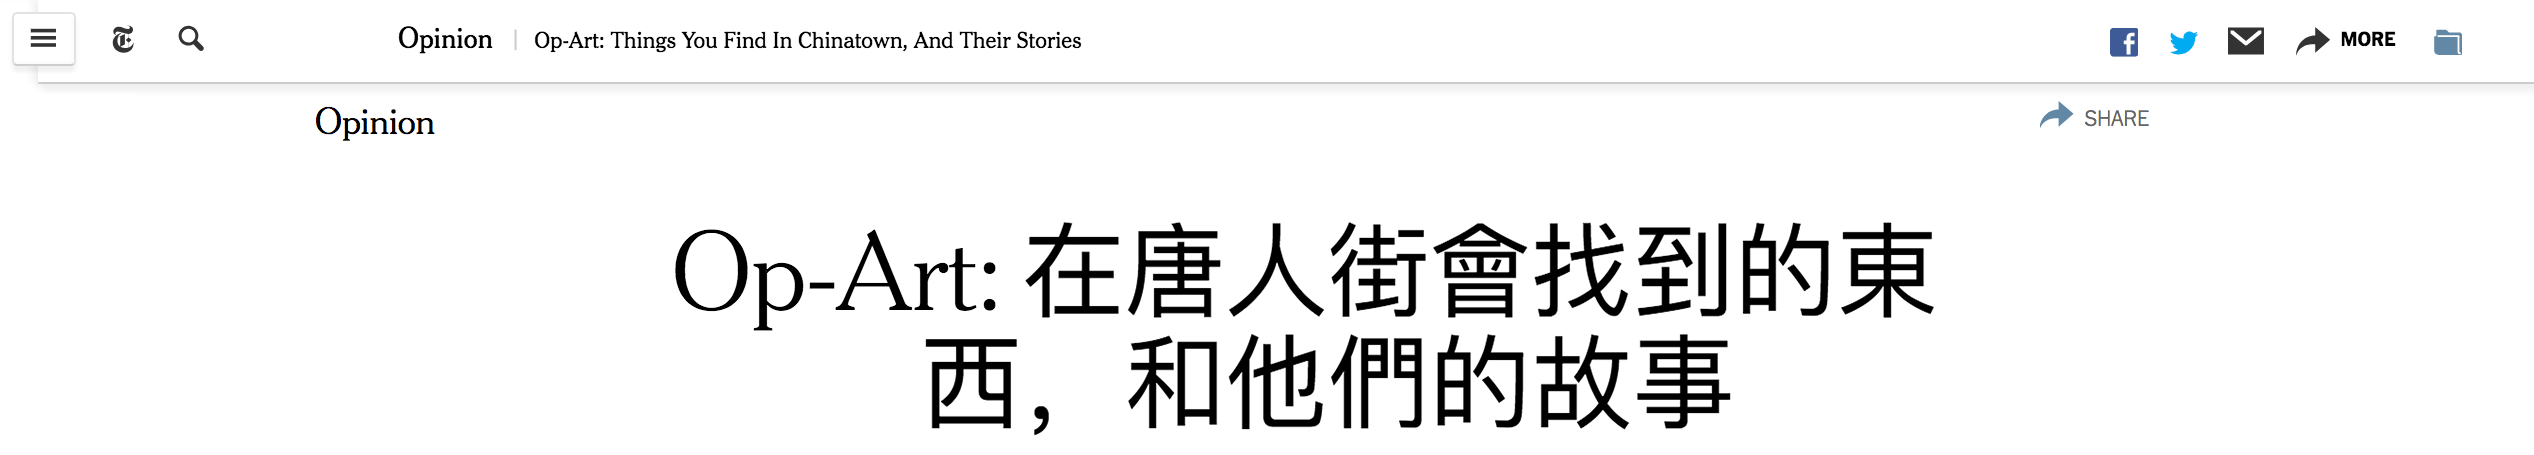 Opinion | Op-Art: Things You Find In Chinatown, And Their Stories
MORE
Opinion
SHARE
Op-Art: 在唐人街會找到的東
西，和他們的故事